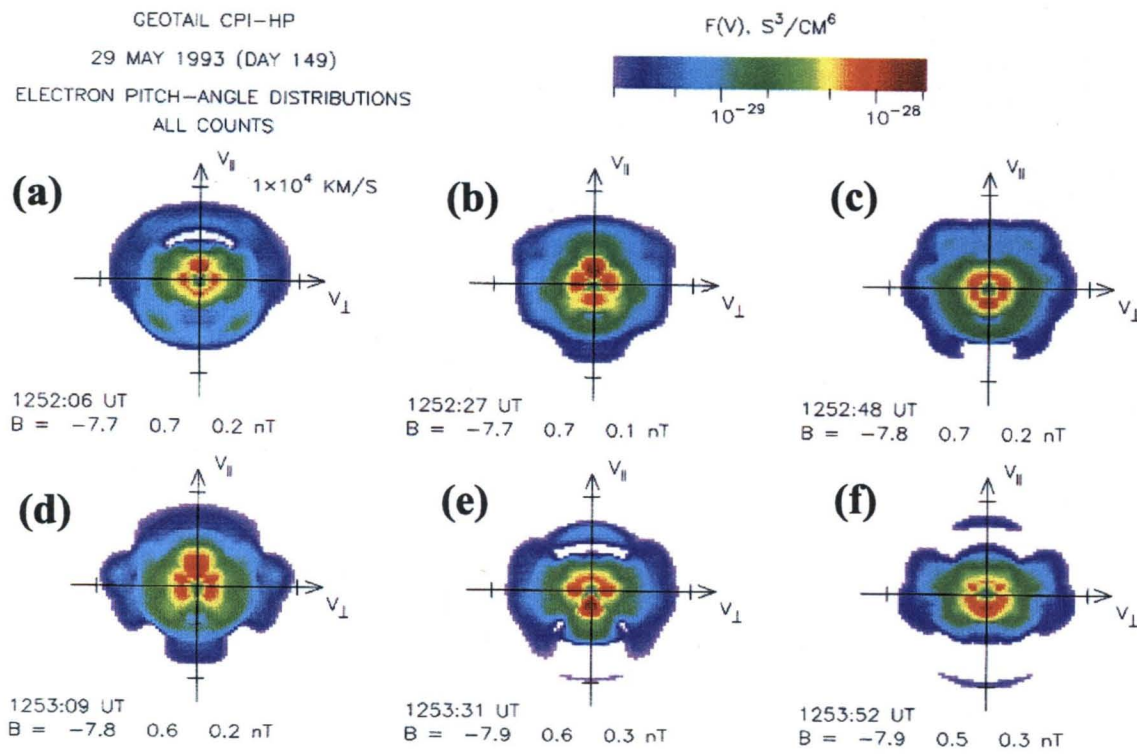 GEOTAIL CPI-HP
29 MAY 1993 (DAY 149)
ELECTRON PITCH-ANGLE DISTRIBUTIONS
ALL COUNTS
F(V), S³/CM⁶
10⁻²⁹ 10⁻²⁸
(a) V∥ 1×10⁴ KM/S
V⊥
1252:06 UT
B = -7.7 0.7 0.2 nT
(b) V∥
V⊥
1252:27 UT
B = -7.7 0.7 0.1 nT
(c) V∥
V⊥
1252:48 UT
B = -7.8 0.7 0.2 nT
(d) V∥
V⊥
1253:09 UT
B = -7.8 0.6 0.2 nT
(e) V∥
V⊥
1253:31 UT
B = -7.9 0.6 0.3 nT
(f) V∥
V⊥
1253:52 UT
B = -7.9 0.5 0.3 nT